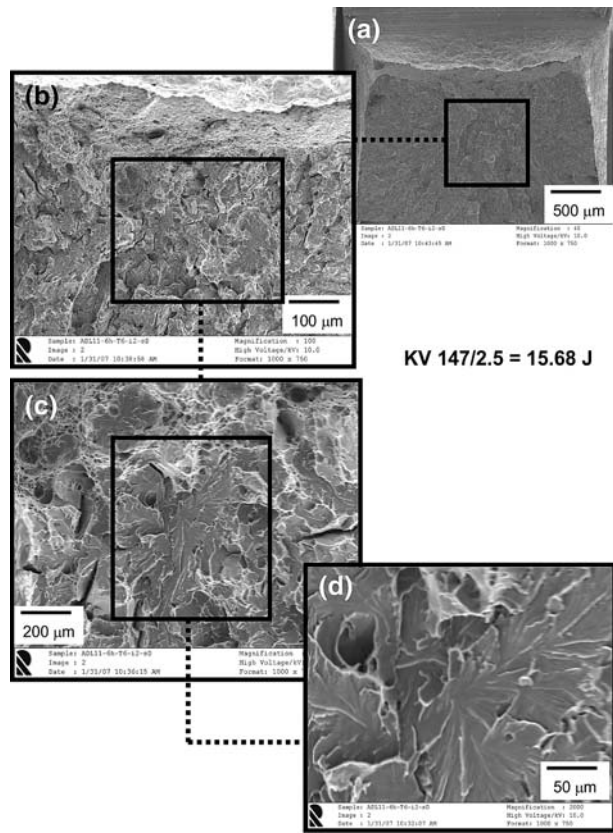 (a)
500 μm
Sample: ADL11-6h-T6-i2-s0 Magnification : 40
Image : 2 High Voltage/kV: 10.0
Date : 1/31/07 10:43:45 AM Format: 1000 x 750
(b)
100 μm
Sample: ADL11-6h-T6-i2-s0 Magnification : 100
Image : 2 High Voltage/kV: 10.0
Date : 1/31/07 10:38:56 AM Format: 1000 x 750
KV 147/2.5 = 15.68 J
(c)
200 μm
Sample: ADL11-6h-T6-i2-s0 Magnification
Image : 2 High Voltage/kV:
Date : 1/31/07 10:36:15 AM Format: 1000 x
(d)
50 μm
Sample: ADL11-6h-T6-i2-s0 Magnification : 2000
Image : 2 High Voltage/kV: 10.0
Date : 1/31/07 10:32:07 AM Format: 1000 x 750